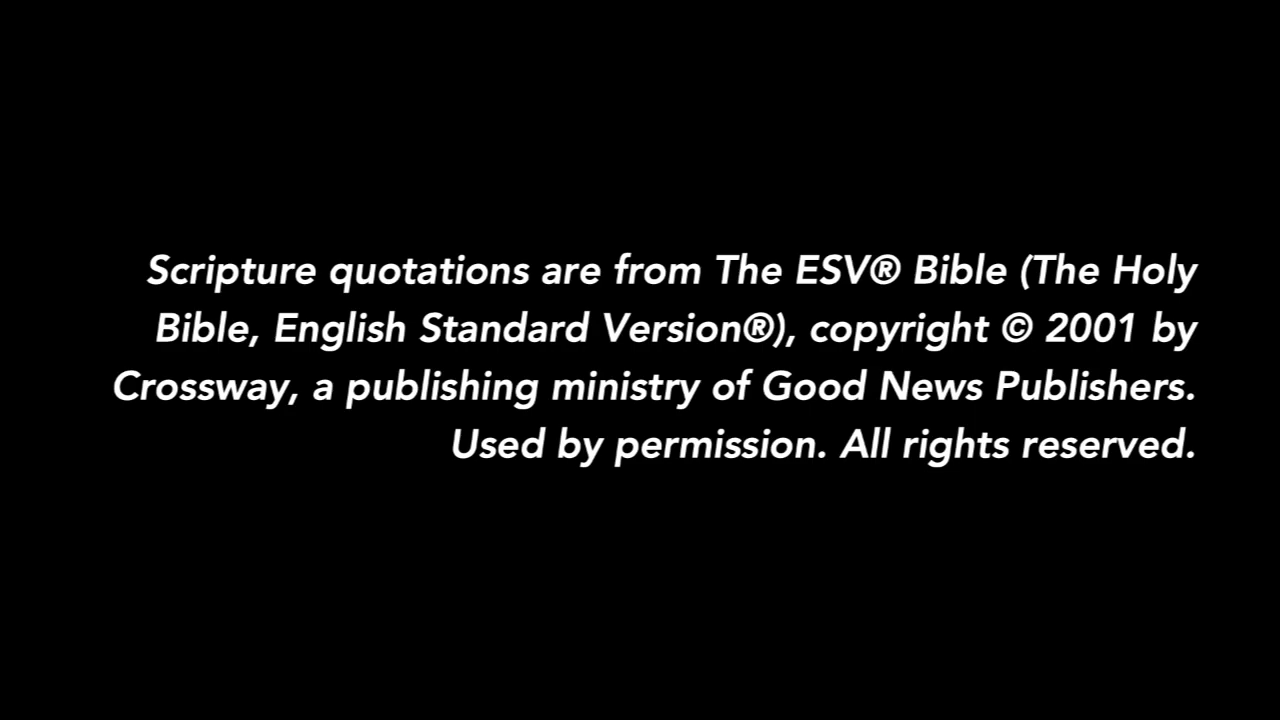 Scripture quotations are from The ESV® Bible (The Holy
Bible, English Standard Version®), copyright © 2001 by
Crossway, a publishing ministry of Good News Publishers.
Used by permission. All rights reserved.